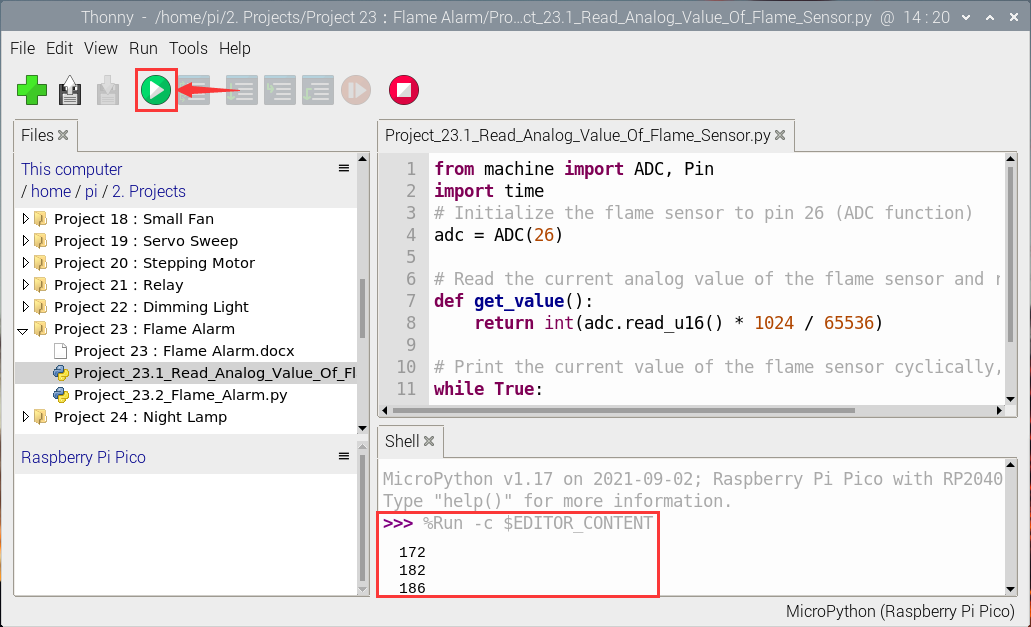 Thonny - /home/pi/2. Projects/Project 23 : Flame Alarm/Pro...ct_23.1_Read_Analog_Value_Of_Flame_Sensor.py @ 14 : 20
File Edit View Run Tools Help
Files
This computer
/ home / pi / 2. Projects
Project 18 : Small Fan
Project 19 : Servo Sweep
Project 20 : Stepping Motor
Project 21 : Relay
Project 22 : Dimming Light
Project 23 : Flame Alarm
Project 23 : Flame Alarm.docx
Project_23.1_Read_Analog_Value_Of_Fl
Project_23.2_Flame_Alarm.py
Project 24 : Night Lamp
Raspberry Pi Pico
Project_23.1_Read_Analog_Value_Of_Flame_Sensor.py
1 from machine import ADC, Pin
2 import time
3 # Initialize the flame sensor to pin 26 (ADC function)
4 adc = ADC(26)
5
6 # Read the current analog value of the flame sensor and r
7 def get_value():
8 return int(adc.read_u16() * 1024 / 65536)
9
10 # Print the current value of the flame sensor cyclically,
11 while True:
Shell
MicroPython v1.17 on 2021-09-02; Raspberry Pi Pico with RP2040
Type "help()" for more information.
>>> %Run -c $EDITOR_CONTENT
172
182
186
MicroPython (Raspberry Pi Pico)